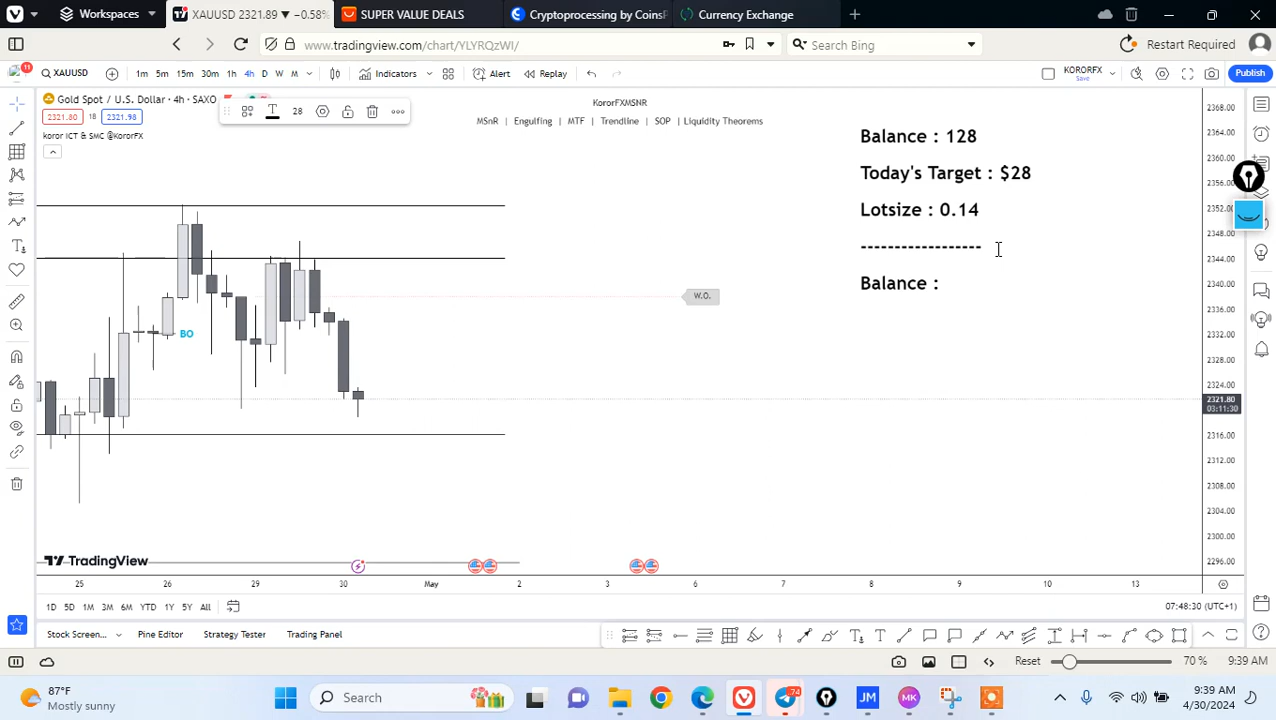 XAUUSD 2321.89 ▼ −0.58%
SUPER VALUE DEALS
Cryptoprocessing by CoinsP
Currency Exchange
www.tradingview.com/chart/YLYRQzWI/
Search Bing
Restart Required
11
XAUUSD
1m 5m 15m 30m 1h 4h D W M
Indicators
Alert
Replay
KORORFX
Save
Publish
Gold Spot / U.S. Dollar · 4h · SAXO
28
2321.80
18
2321.98
Koror ICT & SMC @KororFX
KororFXMSNR
MSnR | Engulfing | MTF | Trendline | SOP | Liquidity Theorems
Balance : 128
Today's Target : $28
Lotsize : 0.14
------------------
Balance :
BO
W.O.
2368.00
2364.00
2360.00
2356.00
2352.00
2348.00
2344.00
2340.00
2336.00
2332.00
2328.00
2324.00
2321.80
03:11:30
2316.00
2312.00
2308.00
2304.00
2300.00
2296.00
TradingView
25 26 29 30 May 2 3 6 7 8 9 10 13
1D 5D 1M 3M 6M YTD 1Y 5Y All
07:48:30 (UTC+1)
Stock Screen...
Pine Editor
Strategy Tester
Trading Panel
Reset
70 %
9:39 AM
87°F
Mostly sunny
Search
74
JM
MK
9:39 AM
4/30/2024